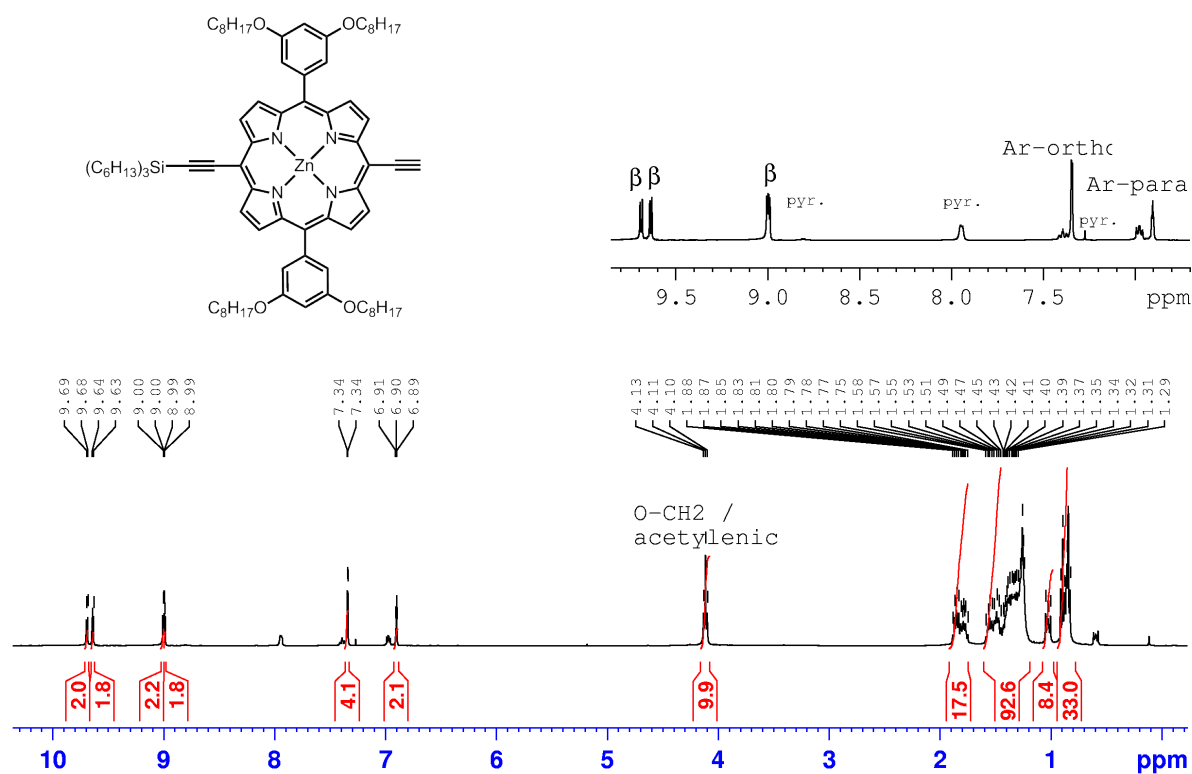 C8H17O OC8H17
N N
(C6H13)3Si Zn
N N
C8H17O OC8H17
Ar-ortho
Ar-para
β β β
pyr. pyr. pyr.
9.5 9.0 8.5 8.0 7.5 ppm
9.69 9.68 9.64 9.63 9.00 9.00 8.99 8.99 7.34 7.34 6.91 6.90 6.89 4.13 4.11 4.10 1.88 1.87 1.85 1.83 1.81 1.80 1.79 1.78 1.77 1.75 1.58 1.57 1.55 1.53 1.51 1.49 1.47 1.45 1.43 1.42 1.41 1.40 1.39 1.37 1.35 1.34 1.32 1.31 1.29
O-CH2 /
acetylenic
2.0 1.8 2.2 1.8 4.1 2.1 9.9 17.5 92.6 8.4 33.0
10 9 8 7 6 5 4 3 2 1 ppm